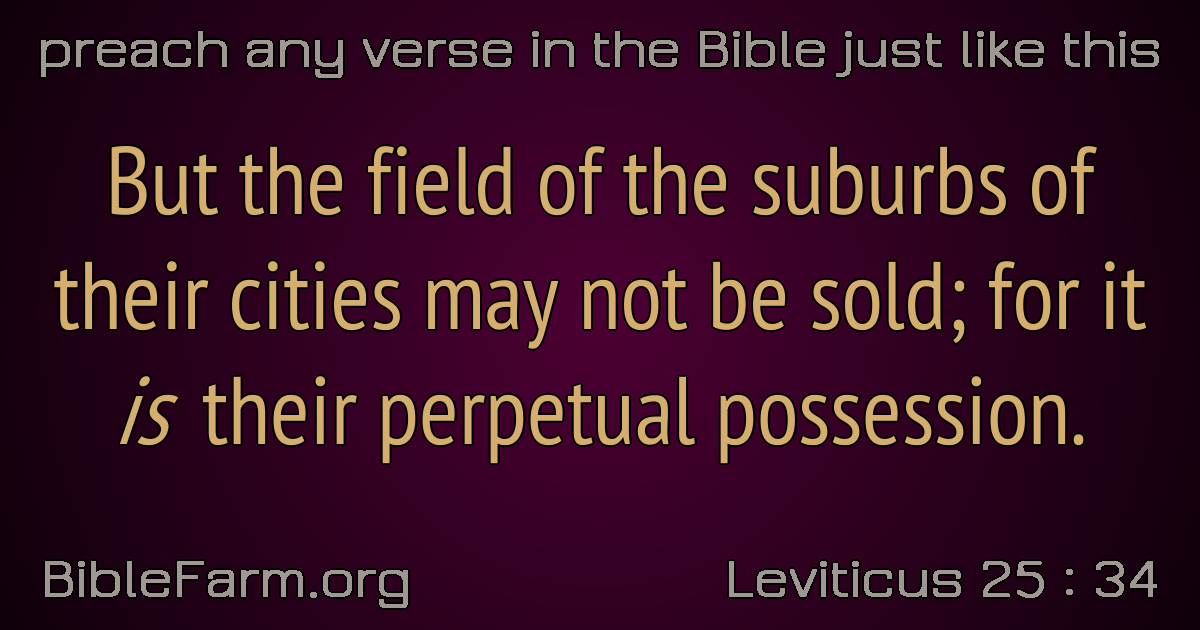 preach any verse in the Bible just like this
But the field of the suburbs of
their cities may not be sold; for it
is their perpetual possession.
BibleFarm.org
Leviticus 25 : 34